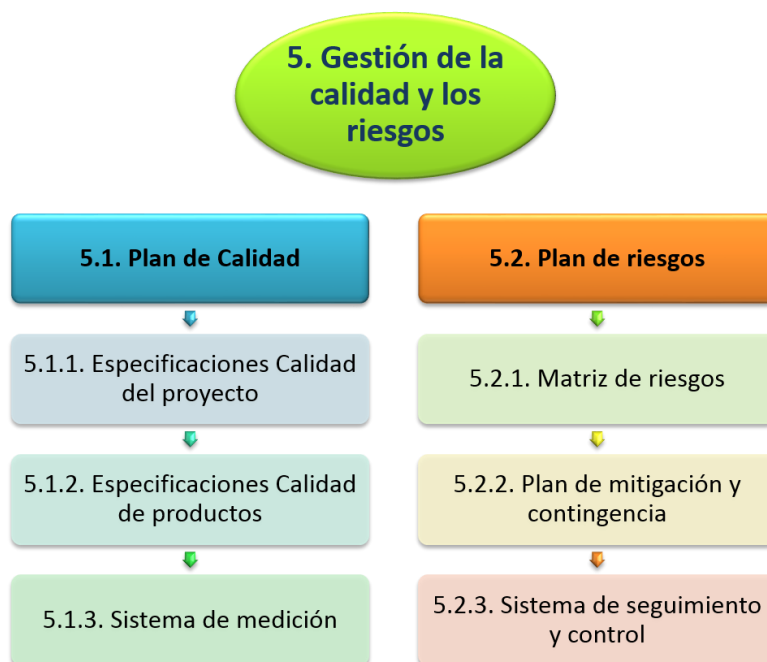 5. Gestión de la
calidad y los
riesgos
5.1. Plan de Calidad
5.1.1. Especificaciones Calidad
del proyecto
5.1.2. Especificaciones Calidad
de productos
5.1.3. Sistema de medición
5.2. Plan de riesgos
5.2.1. Matriz de riesgos
5.2.2. Plan de mitigación y
contingencia
5.2.3. Sistema de seguimiento
y control